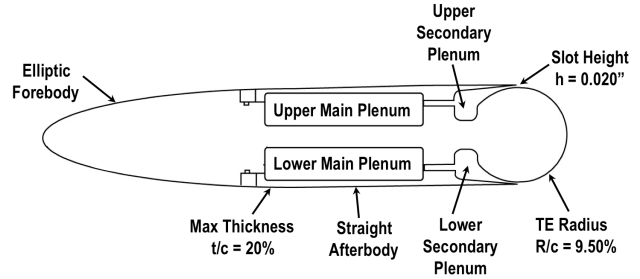 Upper
Secondary
Plenum
Slot Height
h = 0.020”
Elliptic
Forebody
Upper Main Plenum
Lower Main Plenum
Max Thickness
t/c = 20%
Straight
Afterbody
Lower
Secondary
Plenum
TE Radius
R/c = 9.50%